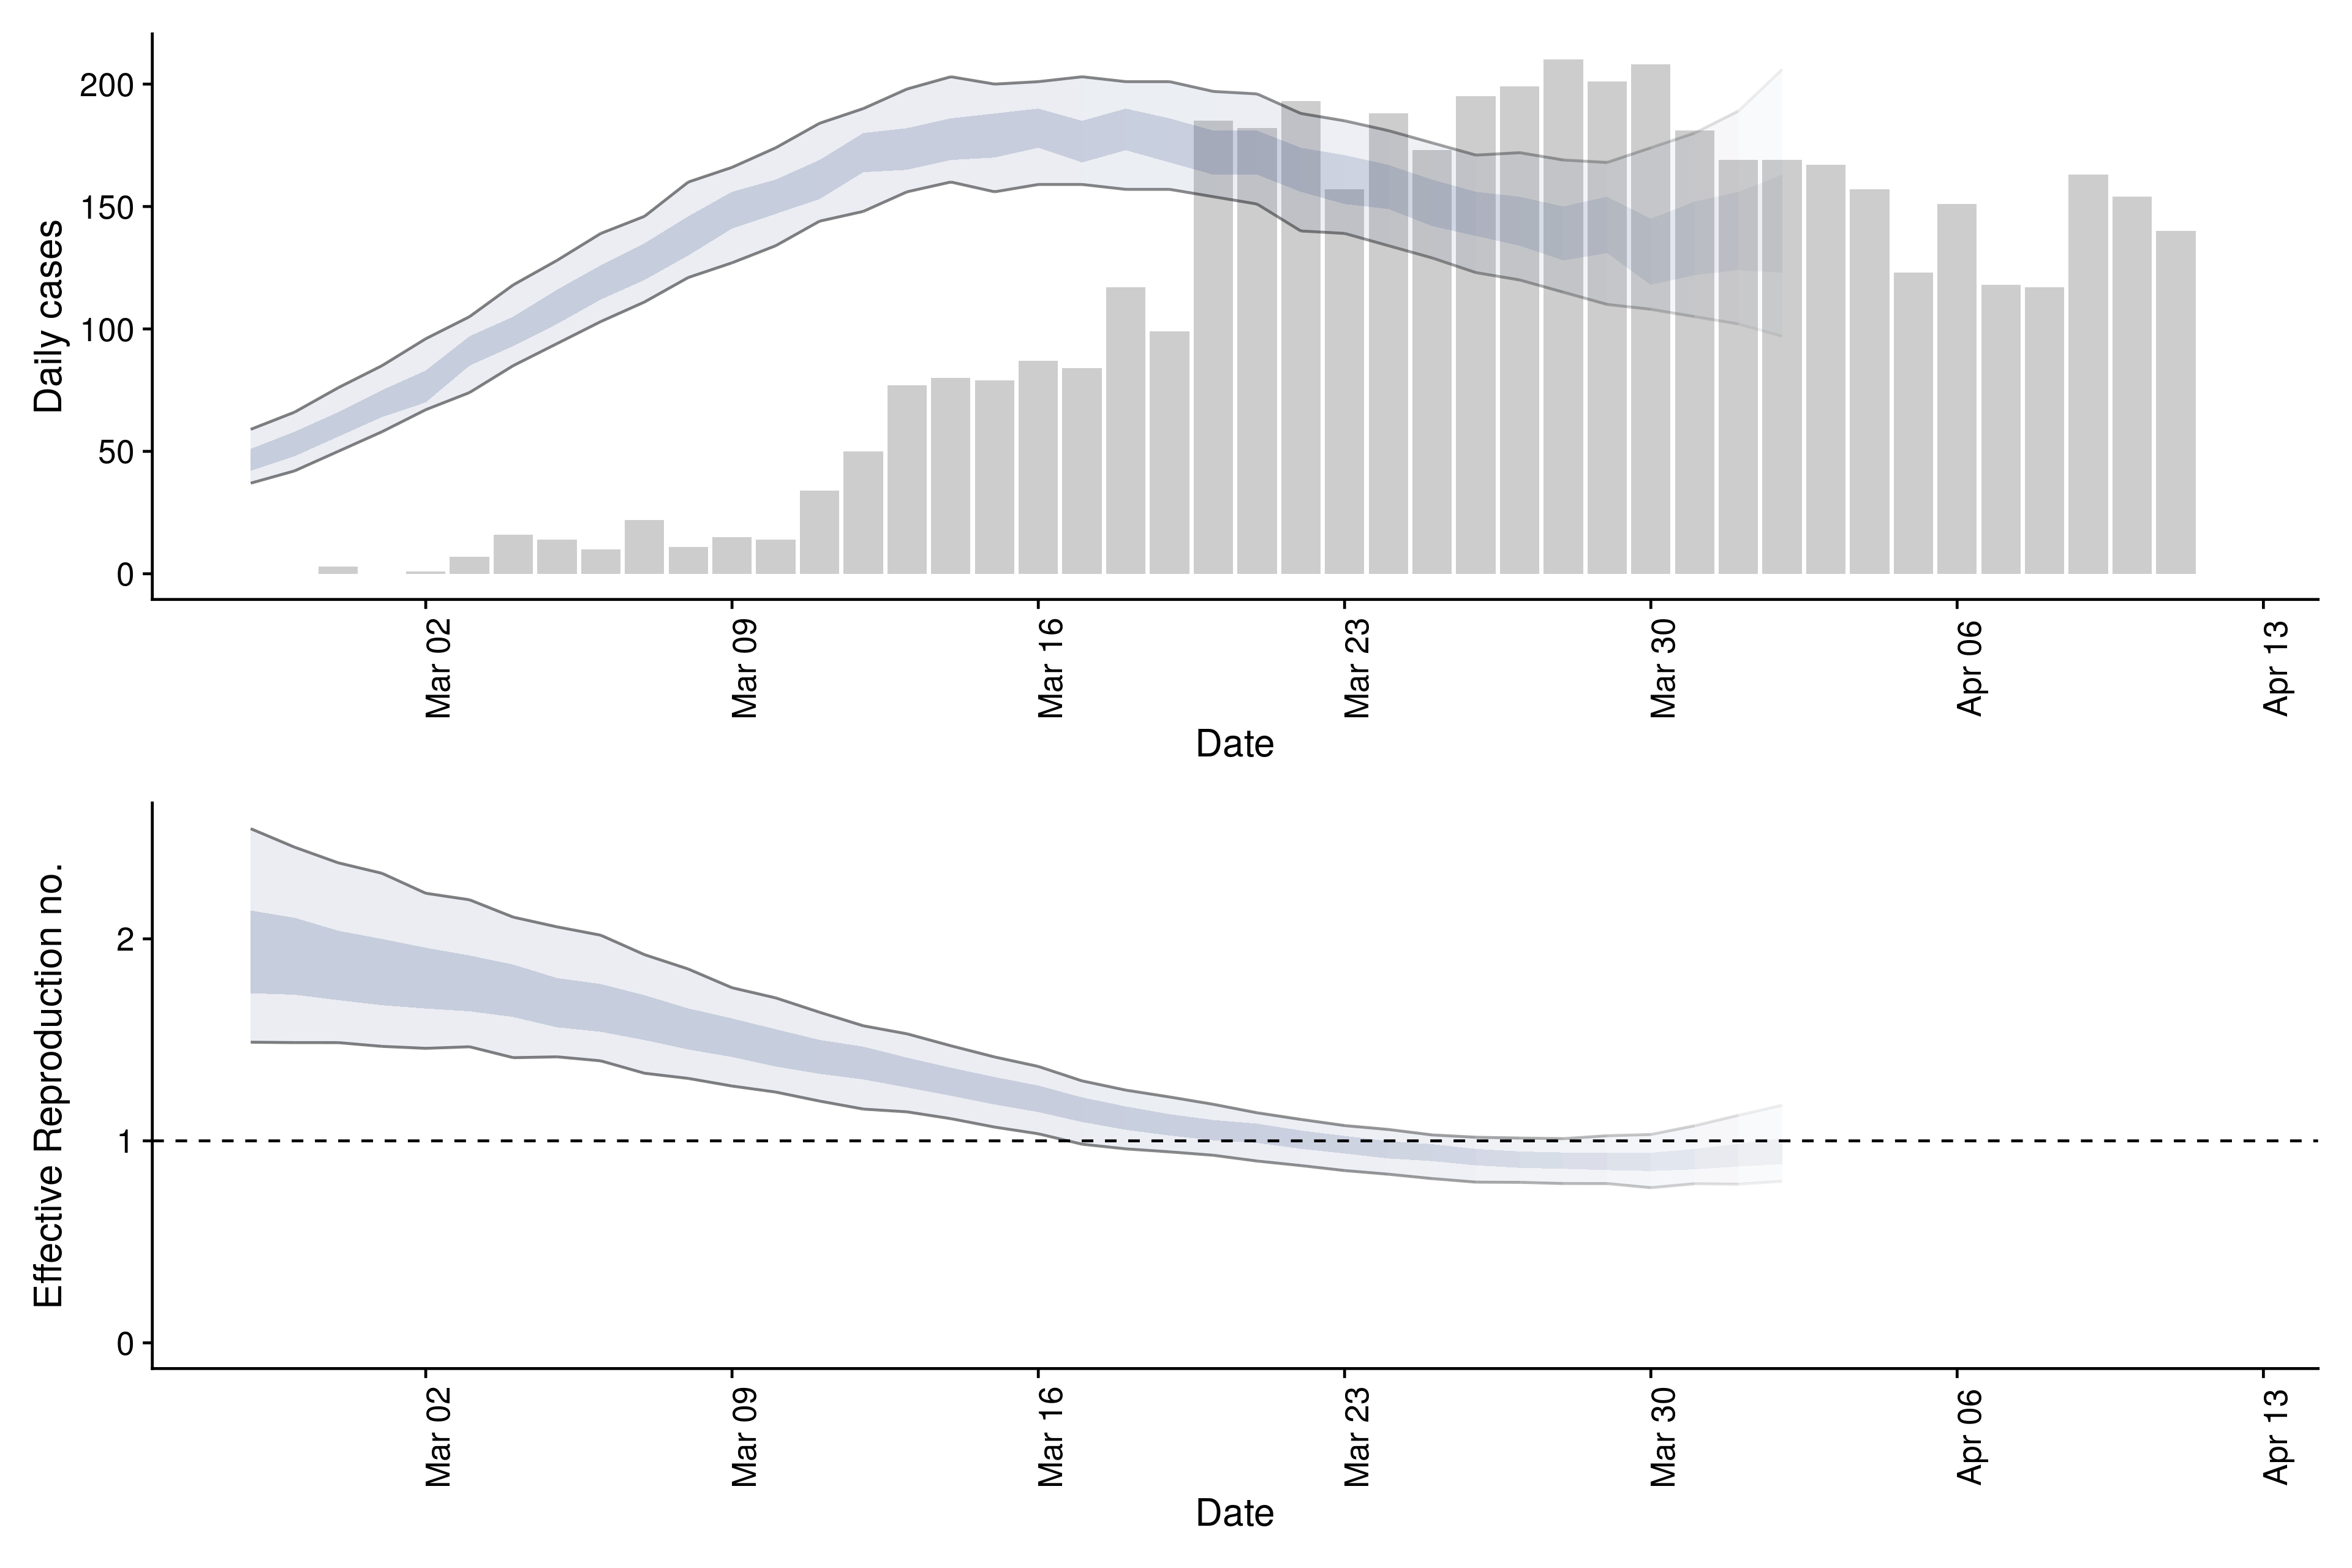 Daily cases
200
150
100
50
0
Mar 02
Mar 09
Mar 16
Mar 23
Mar 30
Apr 06
Apr 13
Date
Effective Reproduction no.
2
1
0
Mar 02
Mar 09
Mar 16
Mar 23
Mar 30
Apr 06
Apr 13
Date